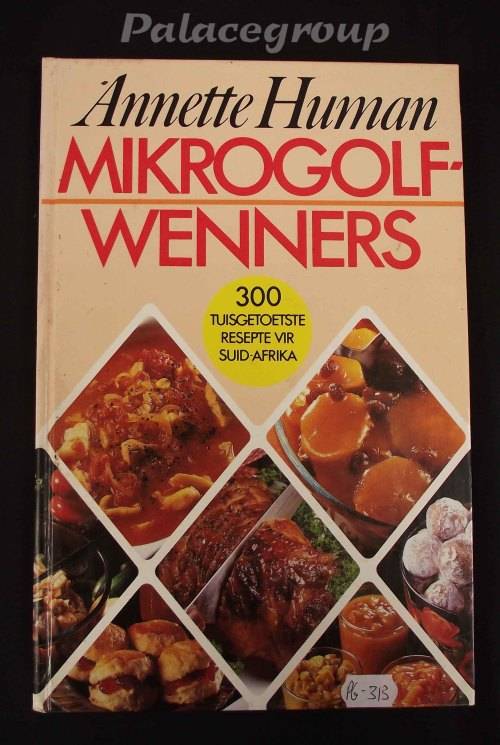 Palacegroup
Annette Human
MIKROGOLF-
WENNERS
300
TUISGETOETSTE
RESEPTE VIR
SUID-AFRIKA
PG-313